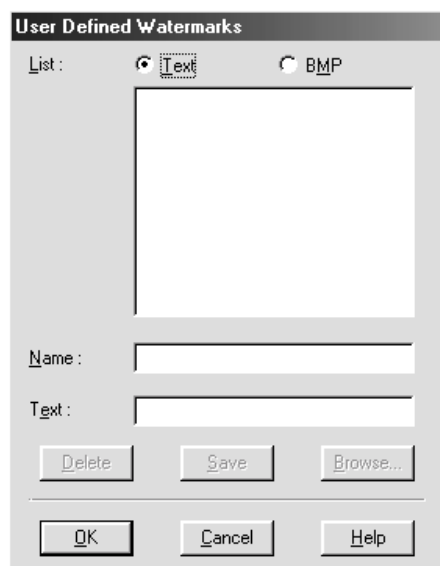 User Defined Watermarks
List : Text BMP
Name :
Text :
Delete Save Browse...
OK Cancel Help